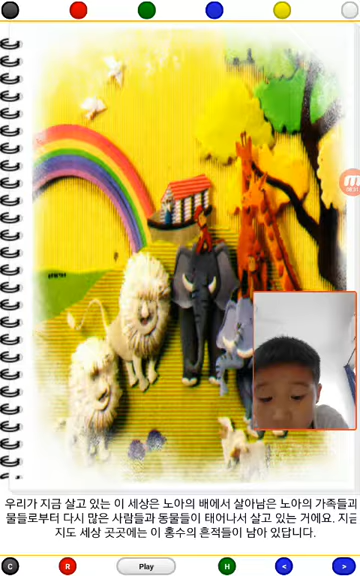 우리가 지금 살고 있는 이 세상은 노아의 배에서 살아남은 노아의 가족들과
물들로부터 다시 많은 사람들과 동물들이 태어나서 살고 있는 거에요. 지금
지도 세상 곳곳에는 이 홍수의 흔적들이 남아 있답니다.
C R Play H < >